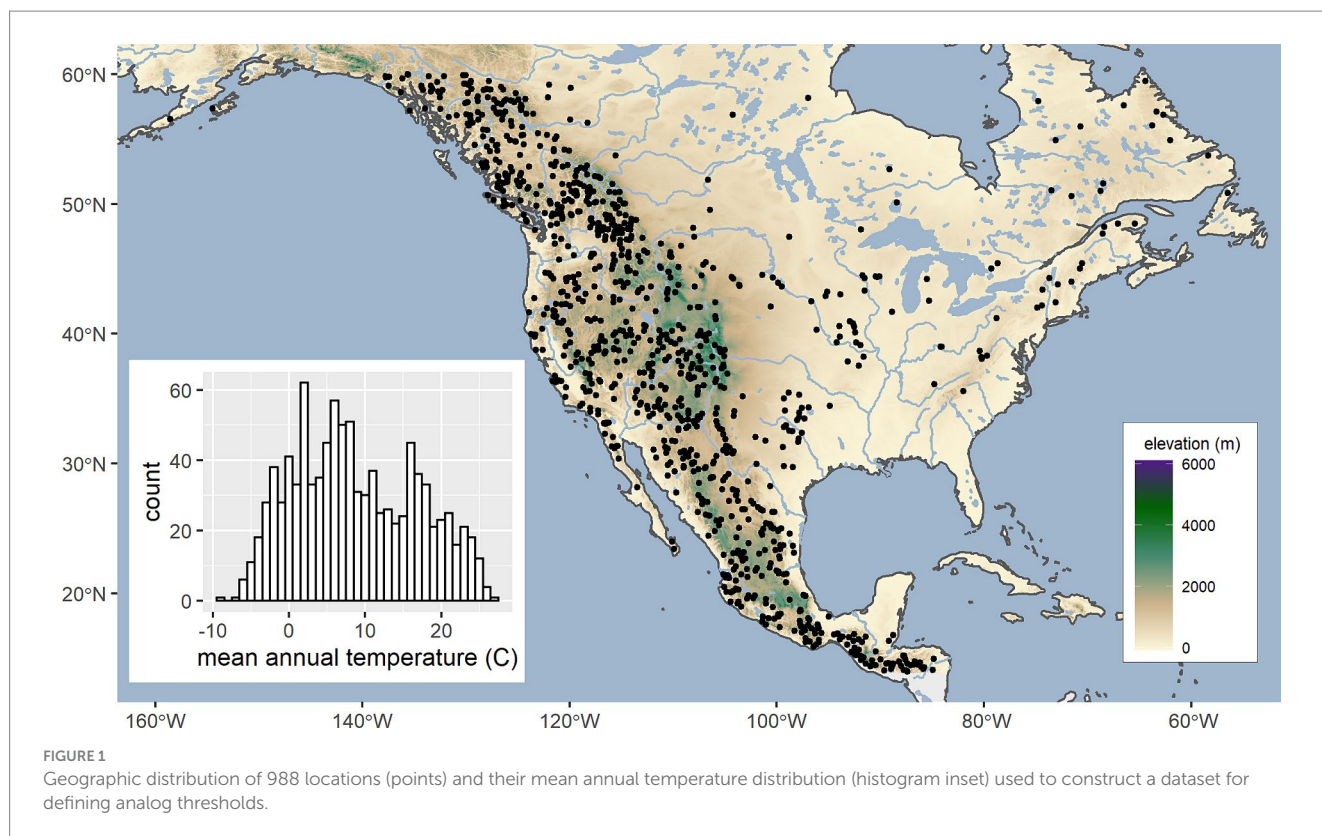 60°N
50°N
40°N
30°N
20°N
60
40
20
0
count
-10 0 10 20
mean annual temperature (C)
elevation (m)
6000
4000
2000
0
160°W 140°W 120°W 100°W 80°W 60°W
FIGURE 1
Geographic distribution of 988 locations (points) and their mean annual temperature distribution (histogram inset) used to construct a dataset for
defining analog thresholds.